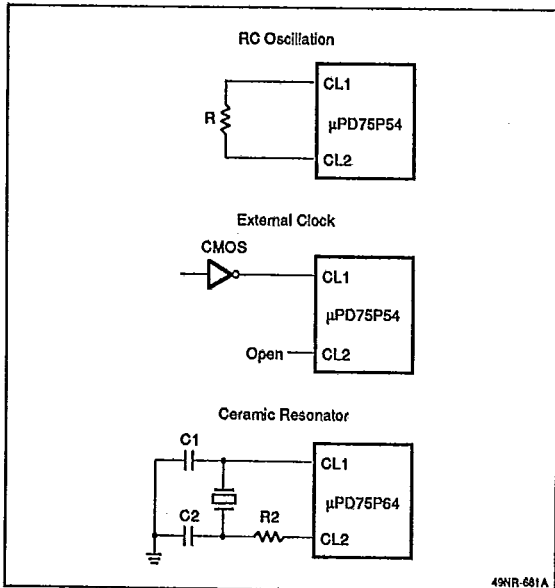 RC Oscillation
CL1
R
μPD75P54
CL2
External Clock
CMOS
CL1
μPD75P54
Open
CL2
Ceramic Resonator
C1
CL1
μPD75P64
C2
R2
CL2
49NR-681A